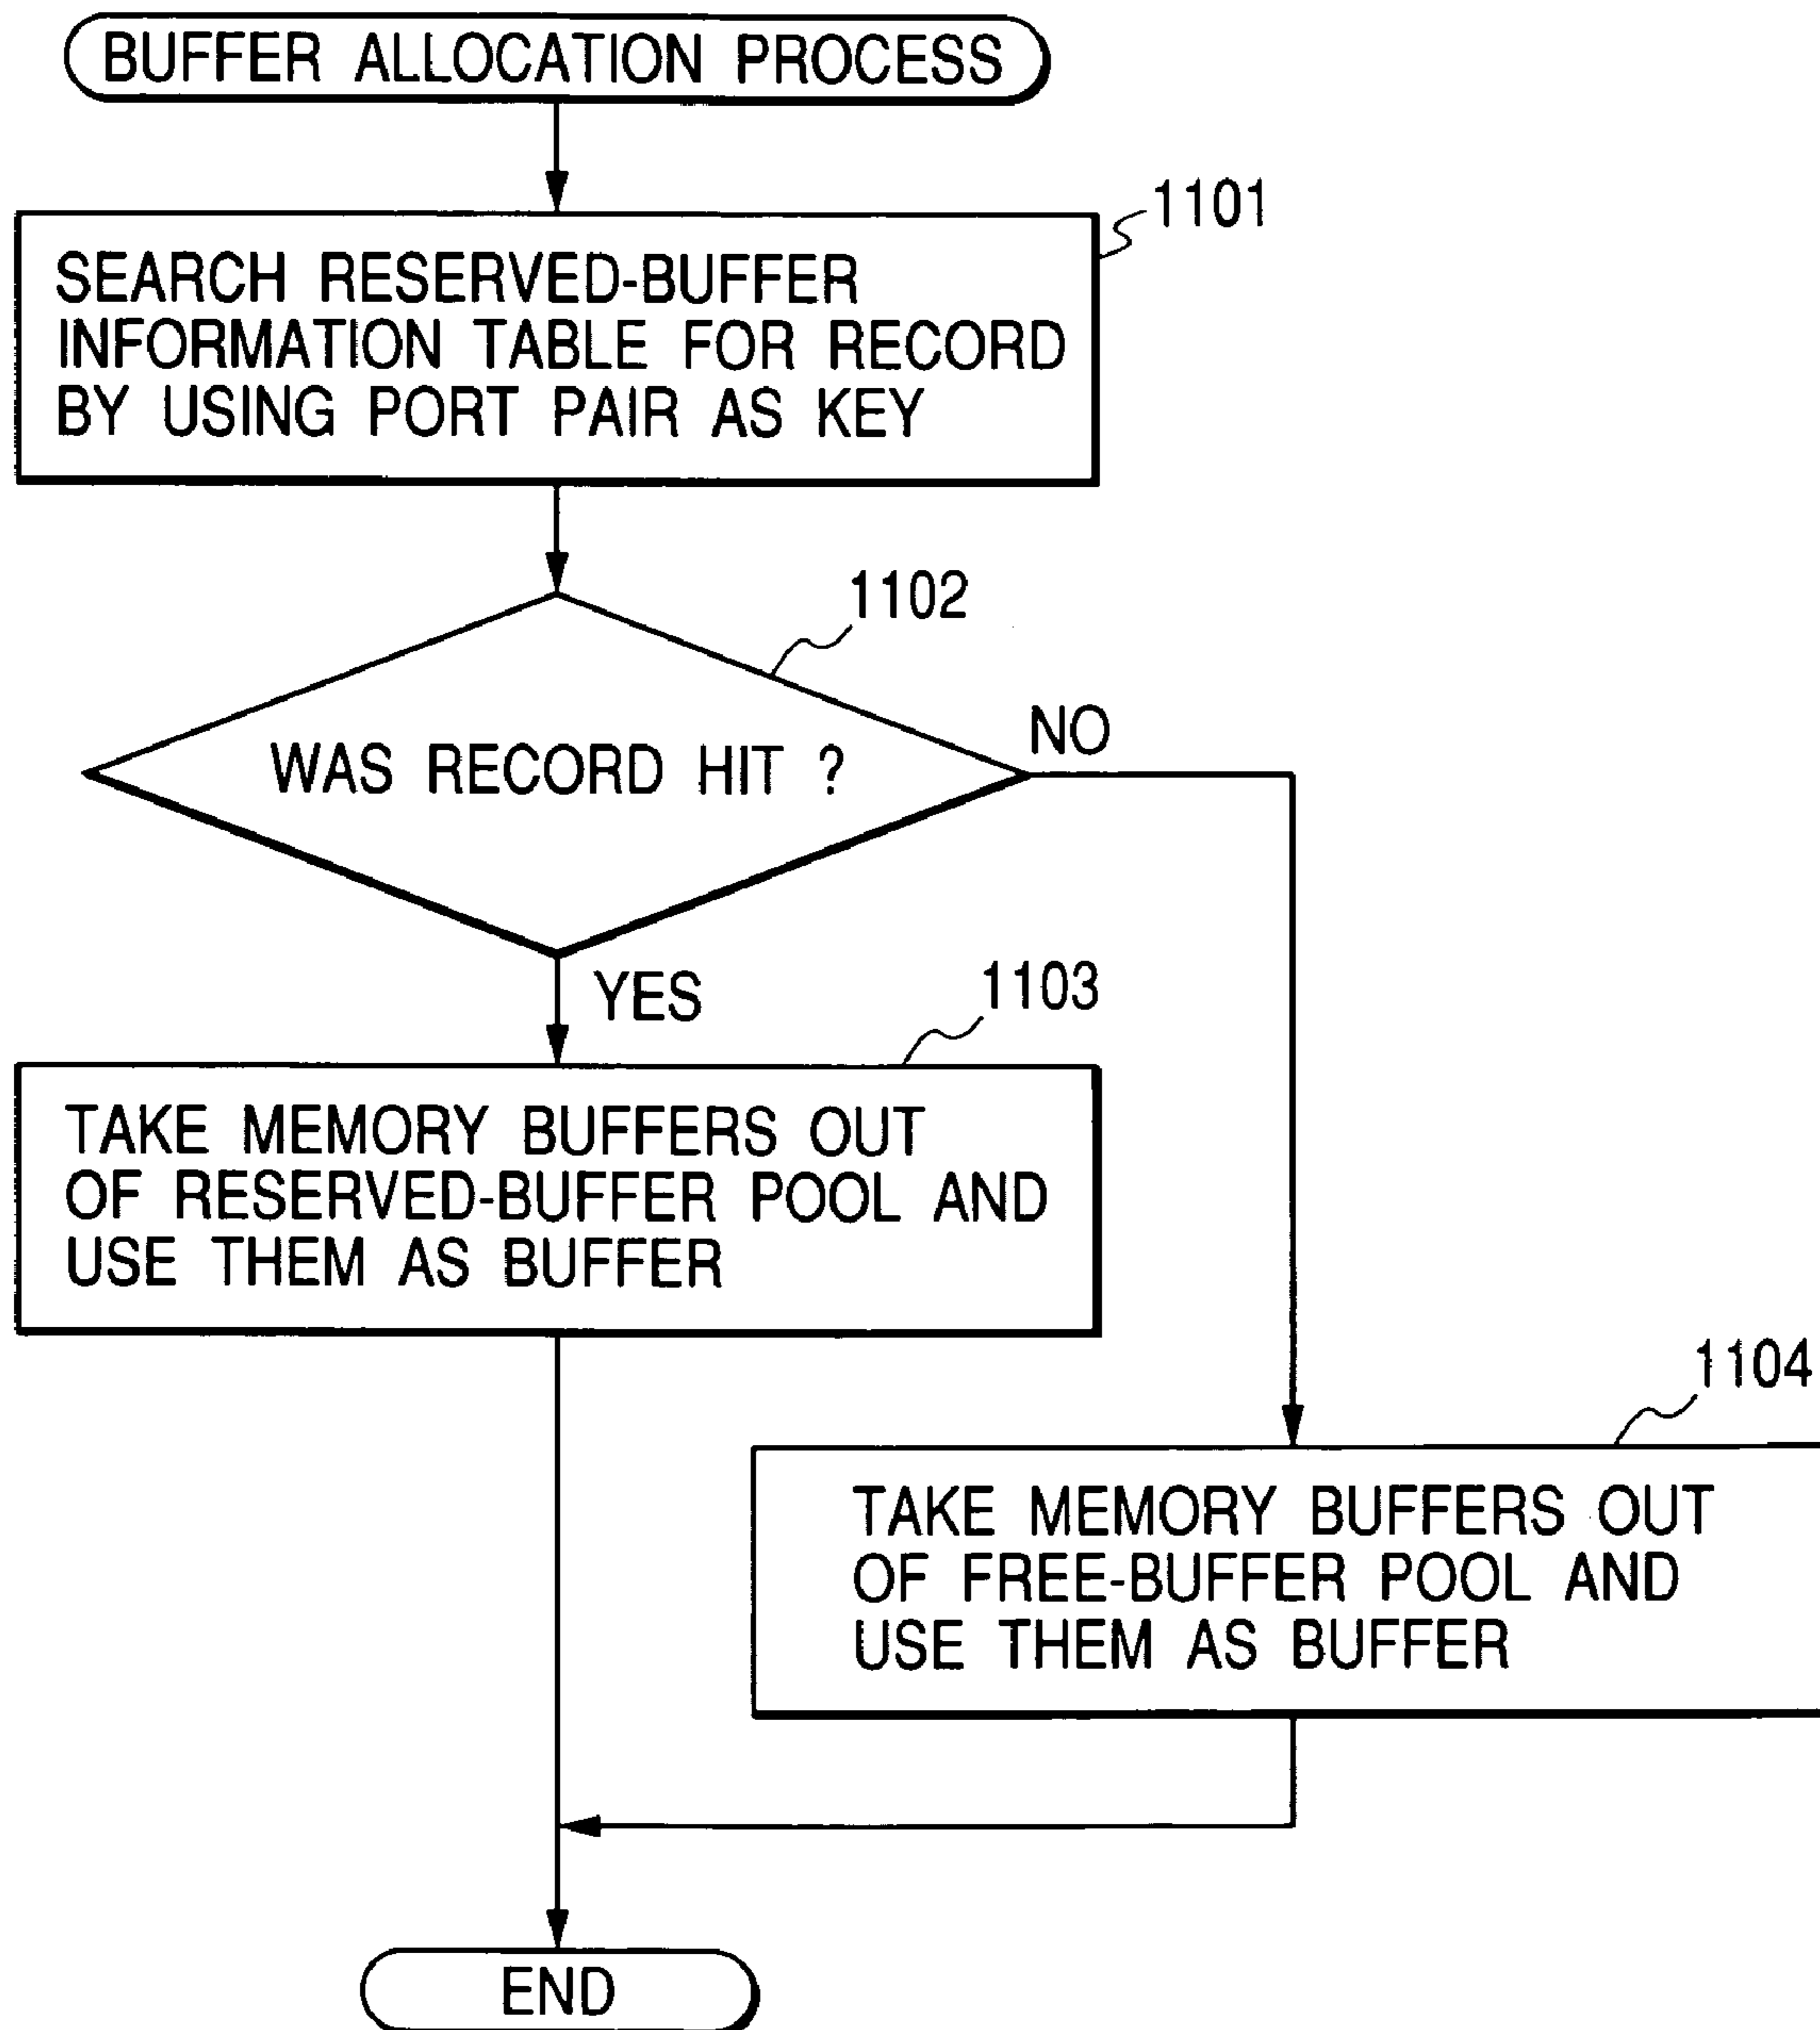 BUFFER ALLOCATION PROCESS
1101
SEARCH RESERVED-BUFFER
INFORMATION TABLE FOR RECORD
BY USING PORT PAIR AS KEY
1102
WAS RECORD HIT ?
NO
YES
1103
TAKE MEMORY BUFFERS OUT
OF RESERVED-BUFFER POOL AND
USE THEM AS BUFFER
1104
TAKE MEMORY BUFFERS OUT
OF FREE-BUFFER POOL AND
USE THEM AS BUFFER
END